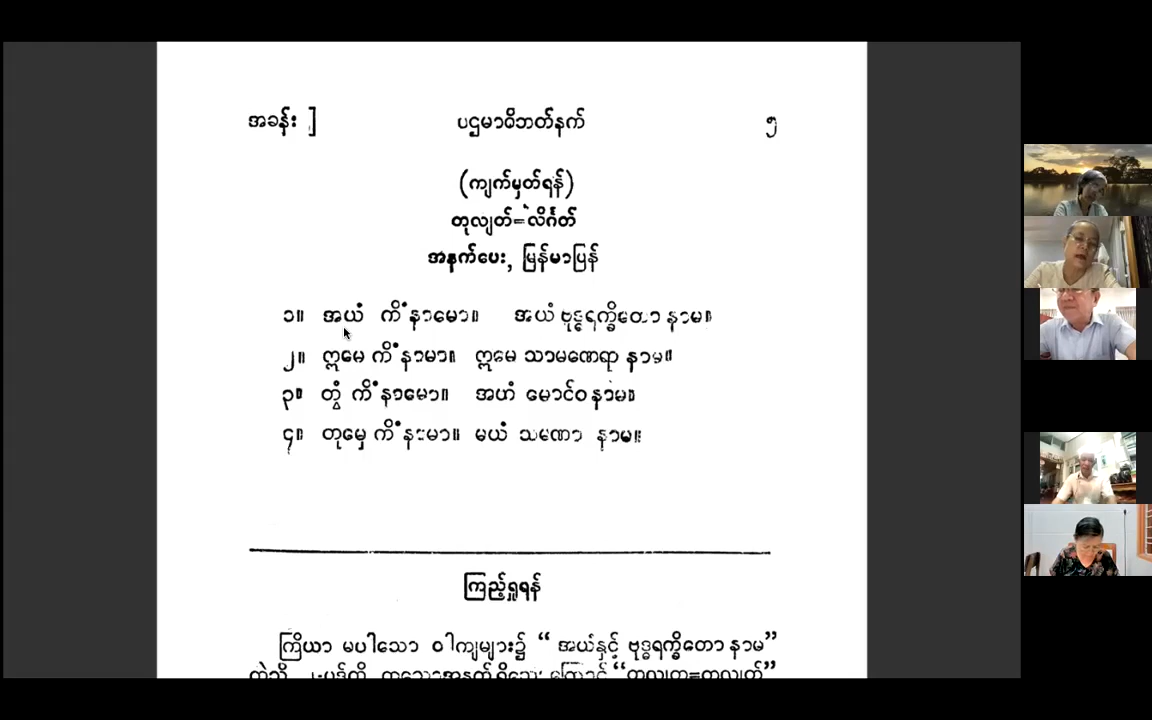 အခန်း ] ပဌမာဝိဘတ်နက် ၅
(ကျက်မှတ်ရန်)
တုလျတ်=လိင်္ဂတ်
အနက်ပေး, မြန်မာပြန်
၁။ အယံ ကိံနာမော။ အယံ ဗုဒ္ဓရက္ခိတော နာမ။
၂။ ဣမေ ကိံနာမာ။ ဣမေ သာမဏေရာ နာမ။
၃။ တွံ ကိံနာမော။ အဟံ မောင်ဝ နာမ။
၄။ တုမှေ ကိံနာမာ။ မယံ သမဏာ နာမ။
ကြည့်ရှုရန်
ကြိယာ မပါသော ဝါကျများ၌ “ အယံနှင့် ဗုဒ္ဓရက္ခိတော နာမ”